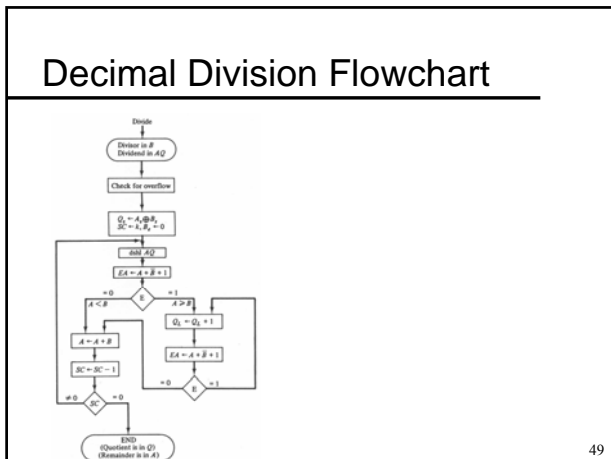 Decimal Division Flowchart
Divide
Divisor in B
Dividend in AQ
Check for overflow
Qs ← As ⊕ Bs
SC ← k, Be ← 0
dshl AQ
EA ← A + B̄ + 1
= 0
E
= 1
A < B
A ⩾ B
QL ← QL + 1
A ← A + B
EA ← A + B̄ + 1
SC ← SC − 1
= 0
E
= 1
≠ 0
SC
= 0
END
(Quotient is in Q)
(Remainder is in A)
49